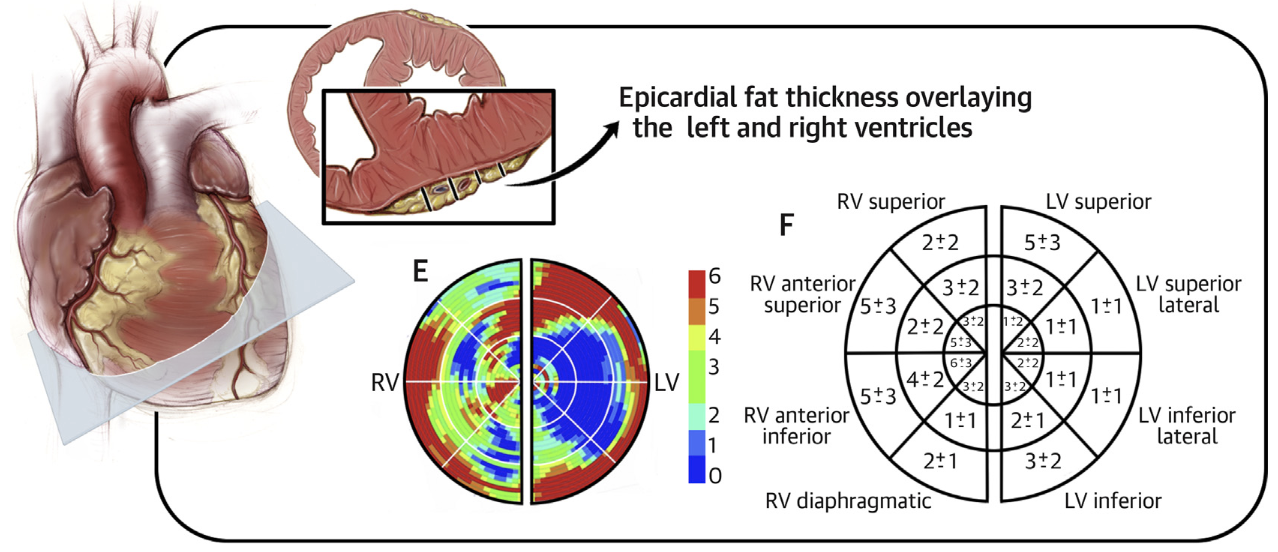 Epicardial fat thickness overlaying
the left and right ventricles
E
RV
LV
6
5
4
3
2
1
0
F
RV superior
LV superior
RV anterior
superior
LV superior
lateral
RV anterior
inferior
LV inferior
lateral
RV diaphragmatic
LV inferior
2±2
5±3
3±2
3±2
5±3
1±1
2±2
3±2
1±2
1±1
5±3
2±2
6±3
2±2
4±2
3±2
3±2
1±1
5±3
1±1
1±1
2±1
2±1
3±2